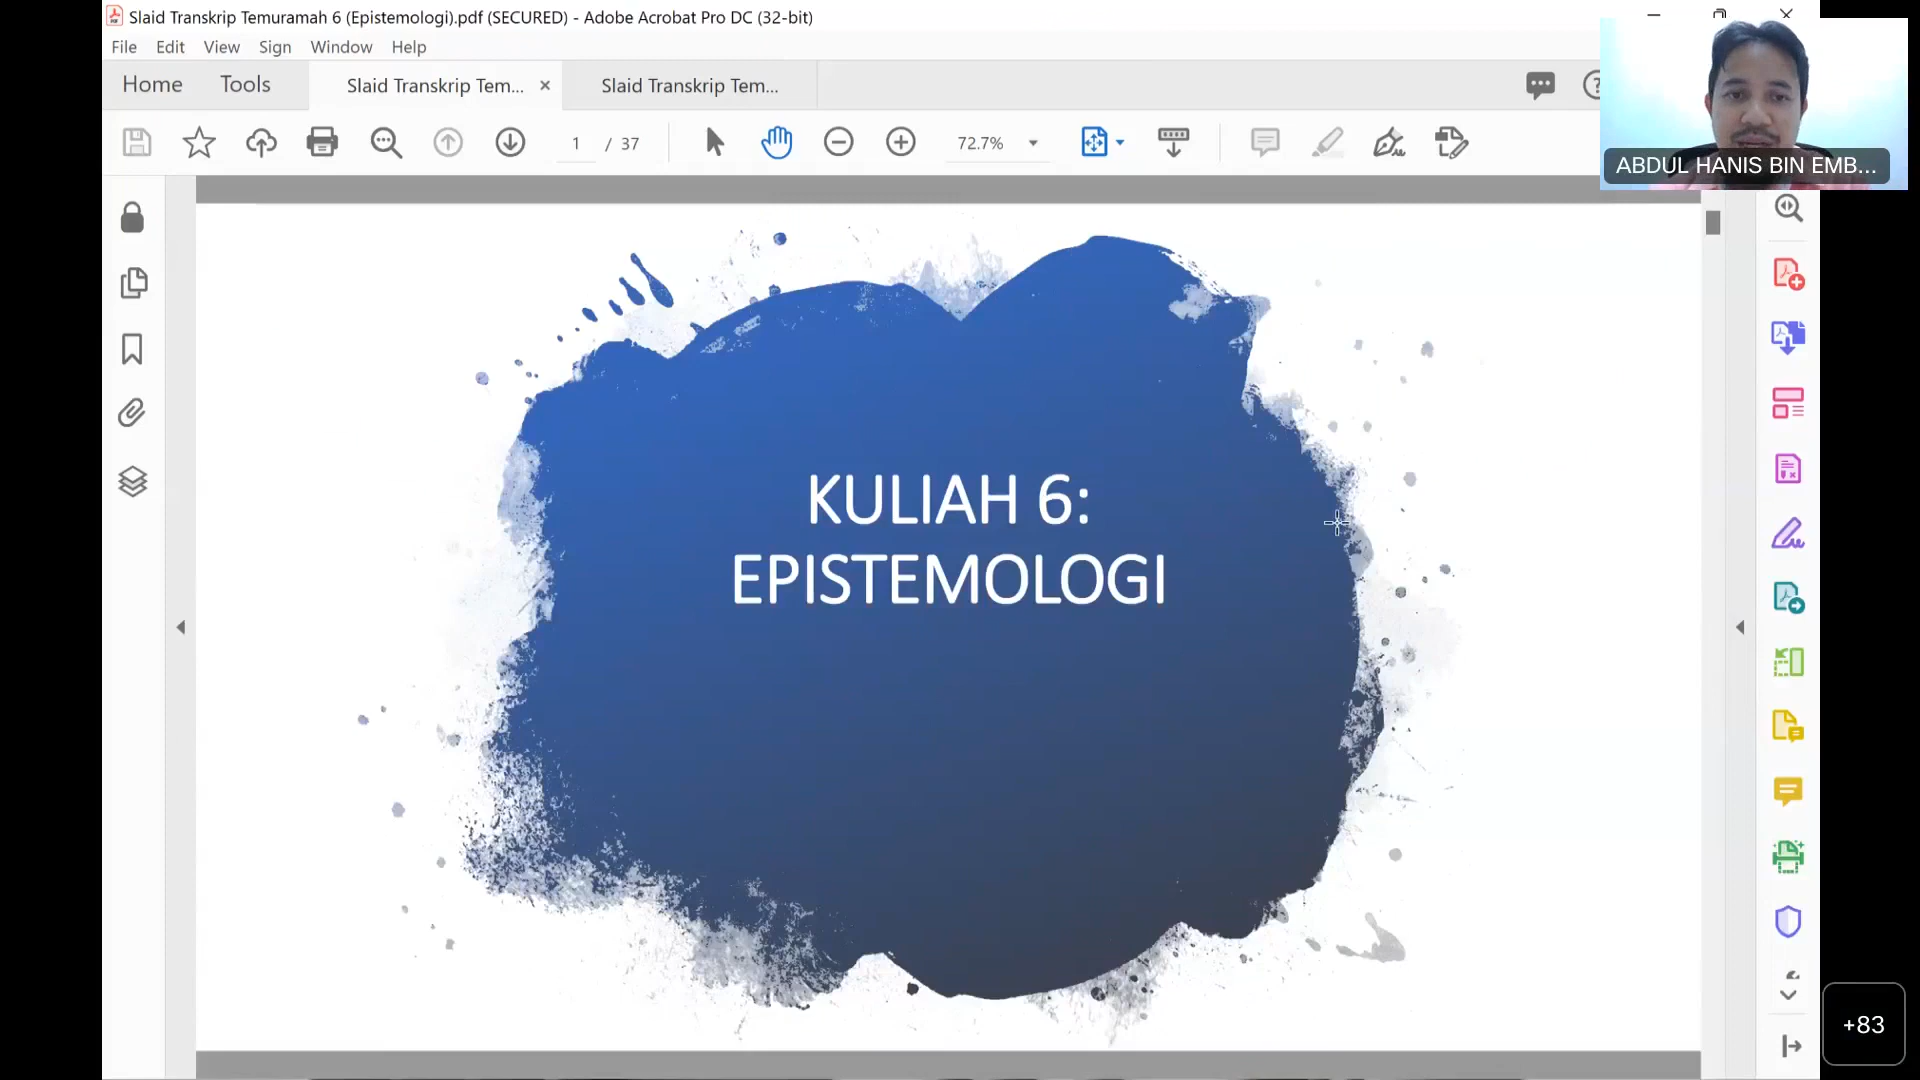 Slaid Transkrip Temuramah 6 (Epistemologi).pdf (SECURED) - Adobe Acrobat Pro DC (32-bit)
File Edit View Sign Window Help
Home Tools Slaid Transkrip Tem... Slaid Transkrip Tem...
1 / 37 72.7%
ABDUL HANIS BIN EMB...
KULIAH 6:
EPISTEMOLOGI
+83